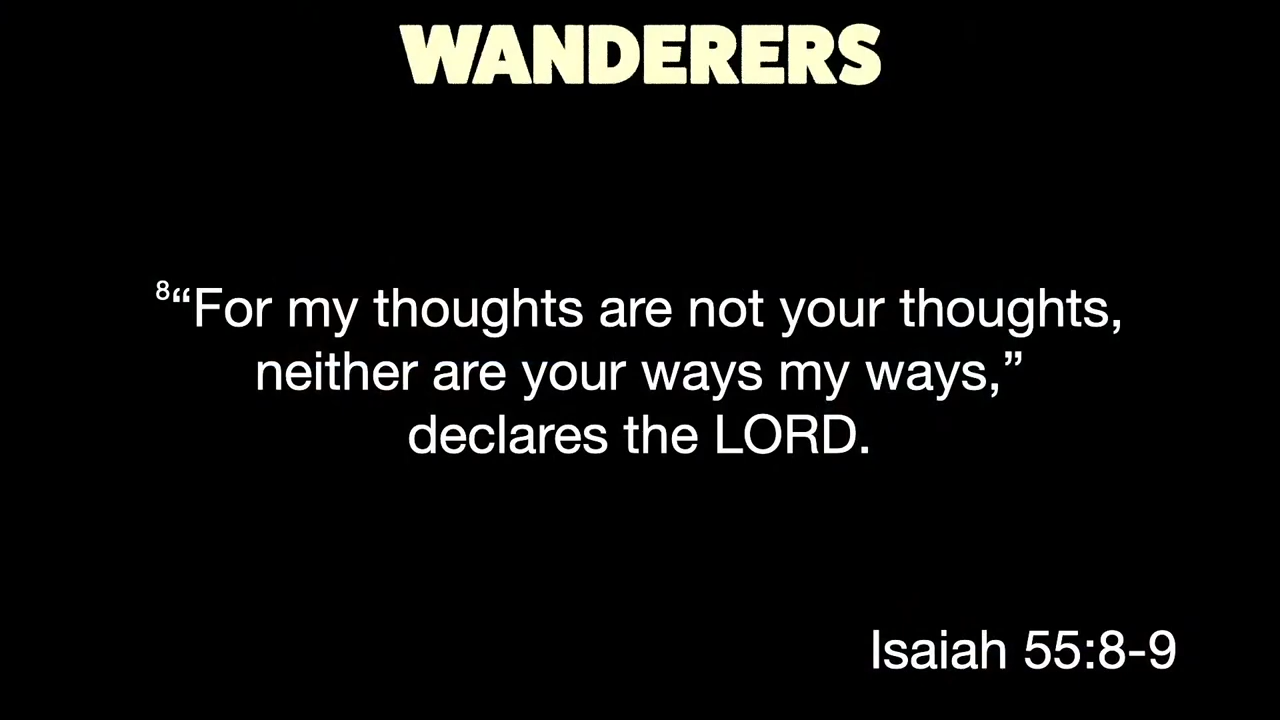 WANDERERS
⁸“For my thoughts are not your thoughts,
neither are your ways my ways,”
declares the LORD.
Isaiah 55:8-9